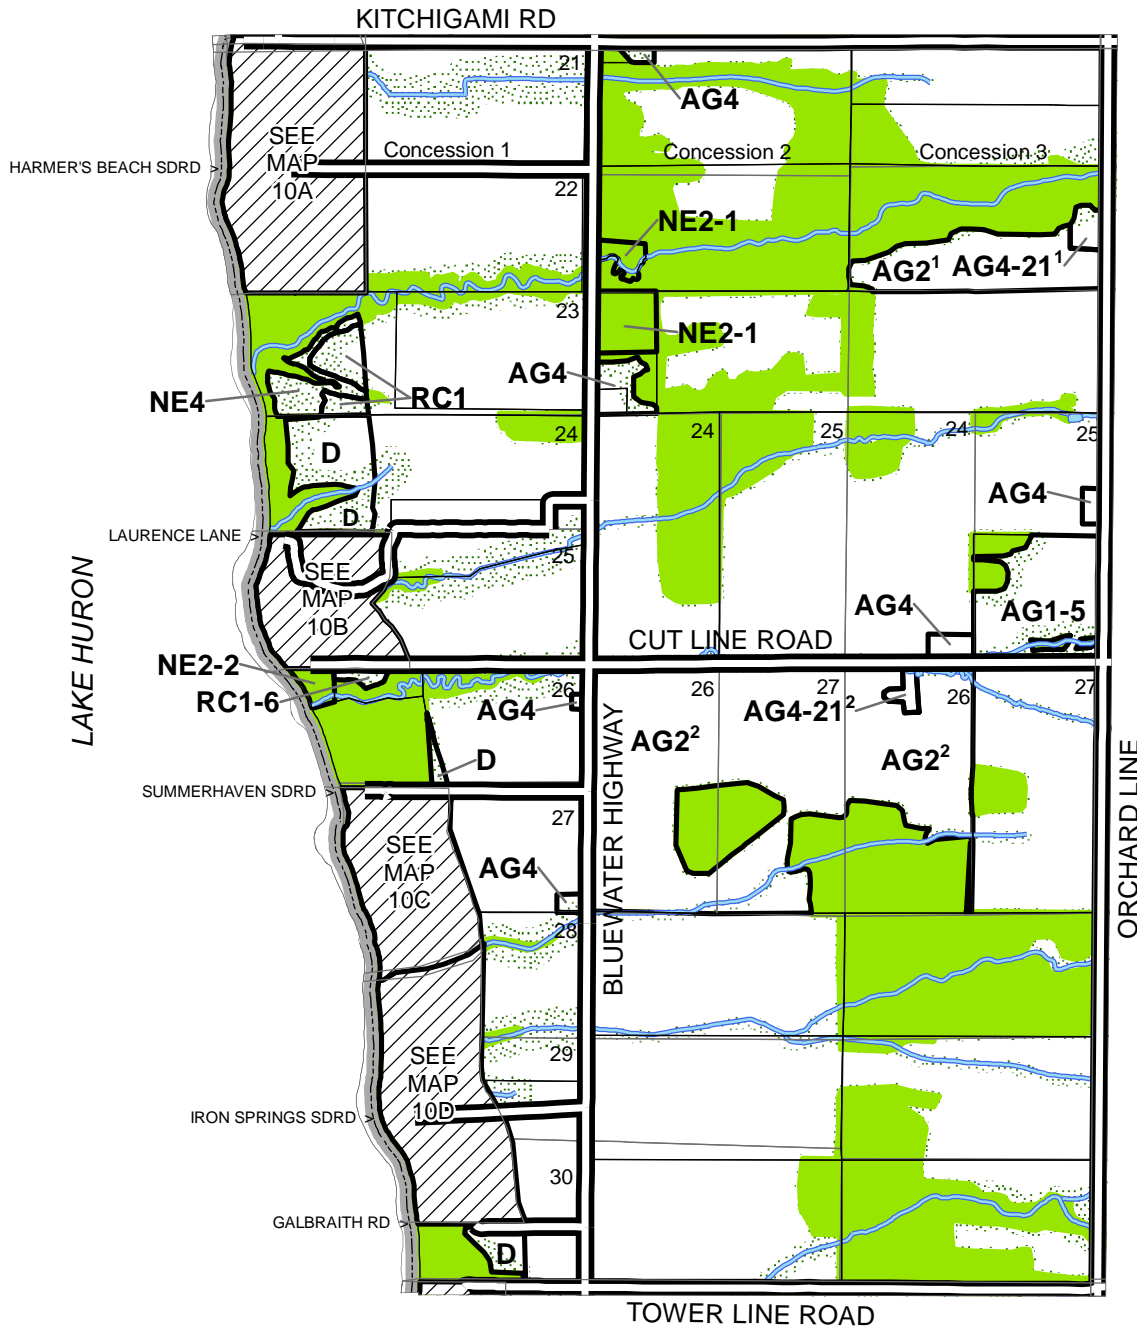 KITCHIGAMI RD
21
AG4
SEE
MAP
10A
HARMER'S BEACH SDRD
Concession 1
Concession 2
Concession 3
22
NE2-1
AG2¹
AG4-21¹
23
NE2-1
AG4
NE4
RC1
24
24
25
24
25
D
AG4
D
LAURENCE LANE
25
SEE
MAP
10B
AG4
AG1-5
LAKE HURON
CUT LINE ROAD
NE2-2
RC1-6
26
26
27
26
27
AG4
AG4-21²
BLUEWATER HIGHWAY
AG2²
AG2²
D
ORCHARD LINE
SUMMERHAVEN SDRD
27
SEE
MAP
10C
AG4
28
29
SEE
MAP
10D
IRON SPRINGS SDRD
30
GALBRAITH RD
D
TOWER LINE ROAD